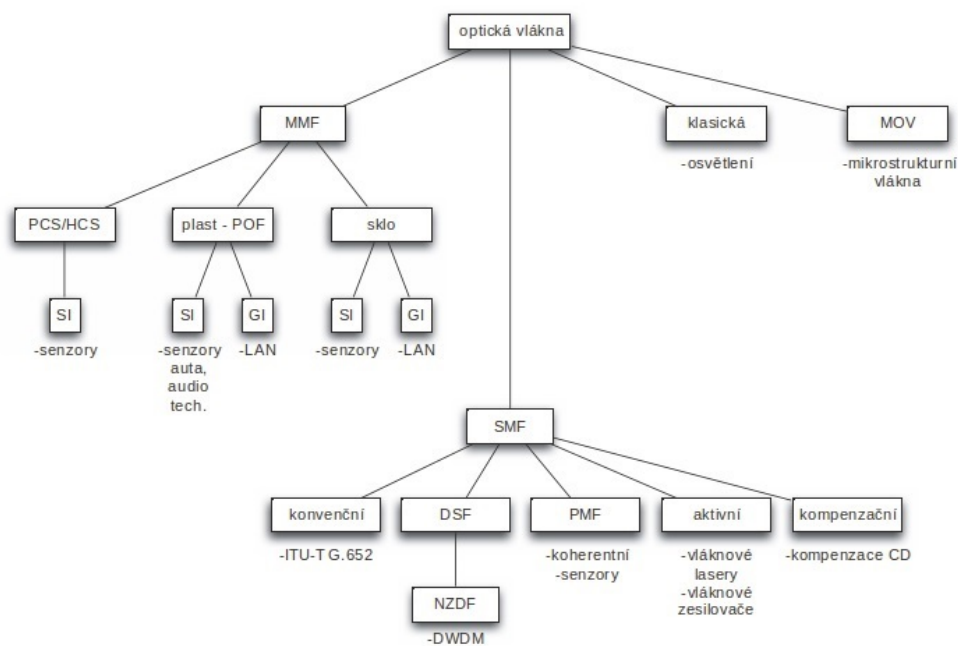 optická vlákna
MMF
klasická
MOV
-osvětlení
-mikrostrukturní
vlákna
PCS/HCS
plast - POF
sklo
SI
SI
GI
SI
GI
-senzory
-senzory
auta,
audio
tech.
-LAN
-senzory
-LAN
SMF
konvenční
DSF
PMF
aktivní
kompenzační
-ITU-T G.652
-koherentní
-senzory
-vláknové
lasery
-vláknové
zesilovače
-kompenzace CD
NZDF
-DWDM